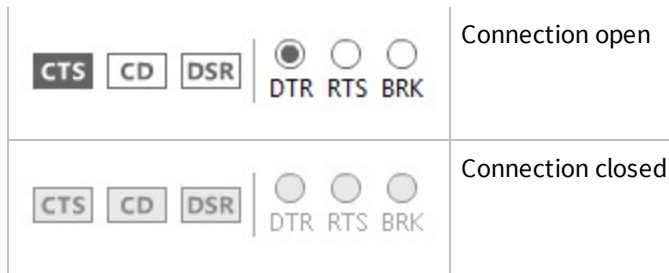 Connection open
CTS CD DSR
DTR RTS BRK
Connection closed
CTS CD DSR
DTR RTS BRK